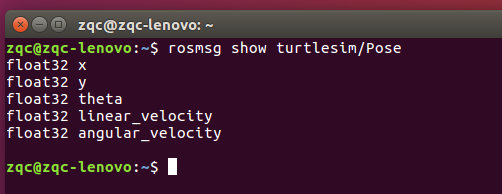 zqc@zqc-lenovo: ~
zqc@zqc-lenovo:~$ rosmsg show turtlesim/Pose
float32 x
float32 y
float32 theta
float32 linear_velocity
float32 angular_velocity
zqc@zqc-lenovo:~$